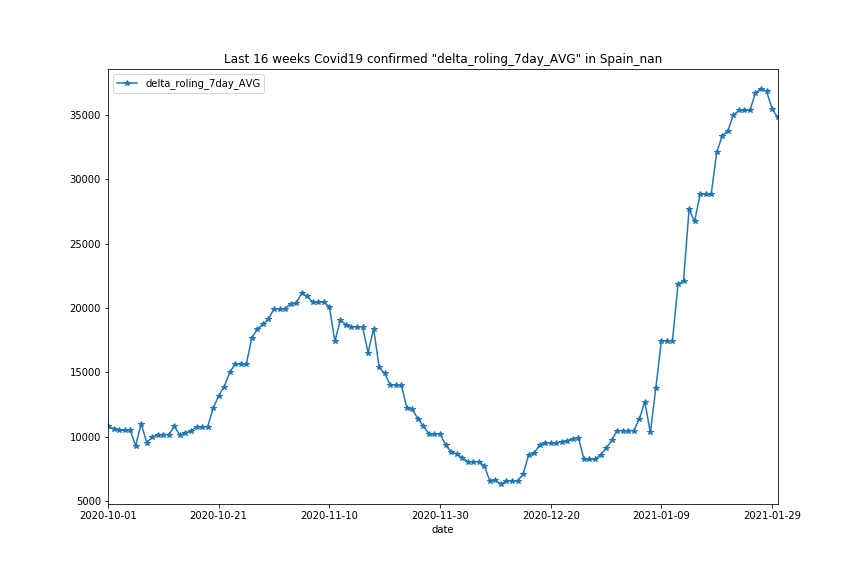 Last 16 weeks Covid19 confirmed "delta_roling_7day_AVG" in Spain_nan
delta_roling_7day_AVG
35000
30000
25000
20000
15000
10000
5000
2020-10-01 2020-10-21 2020-11-10 2020-11-30 2020-12-20 2021-01-09 2021-01-29
date